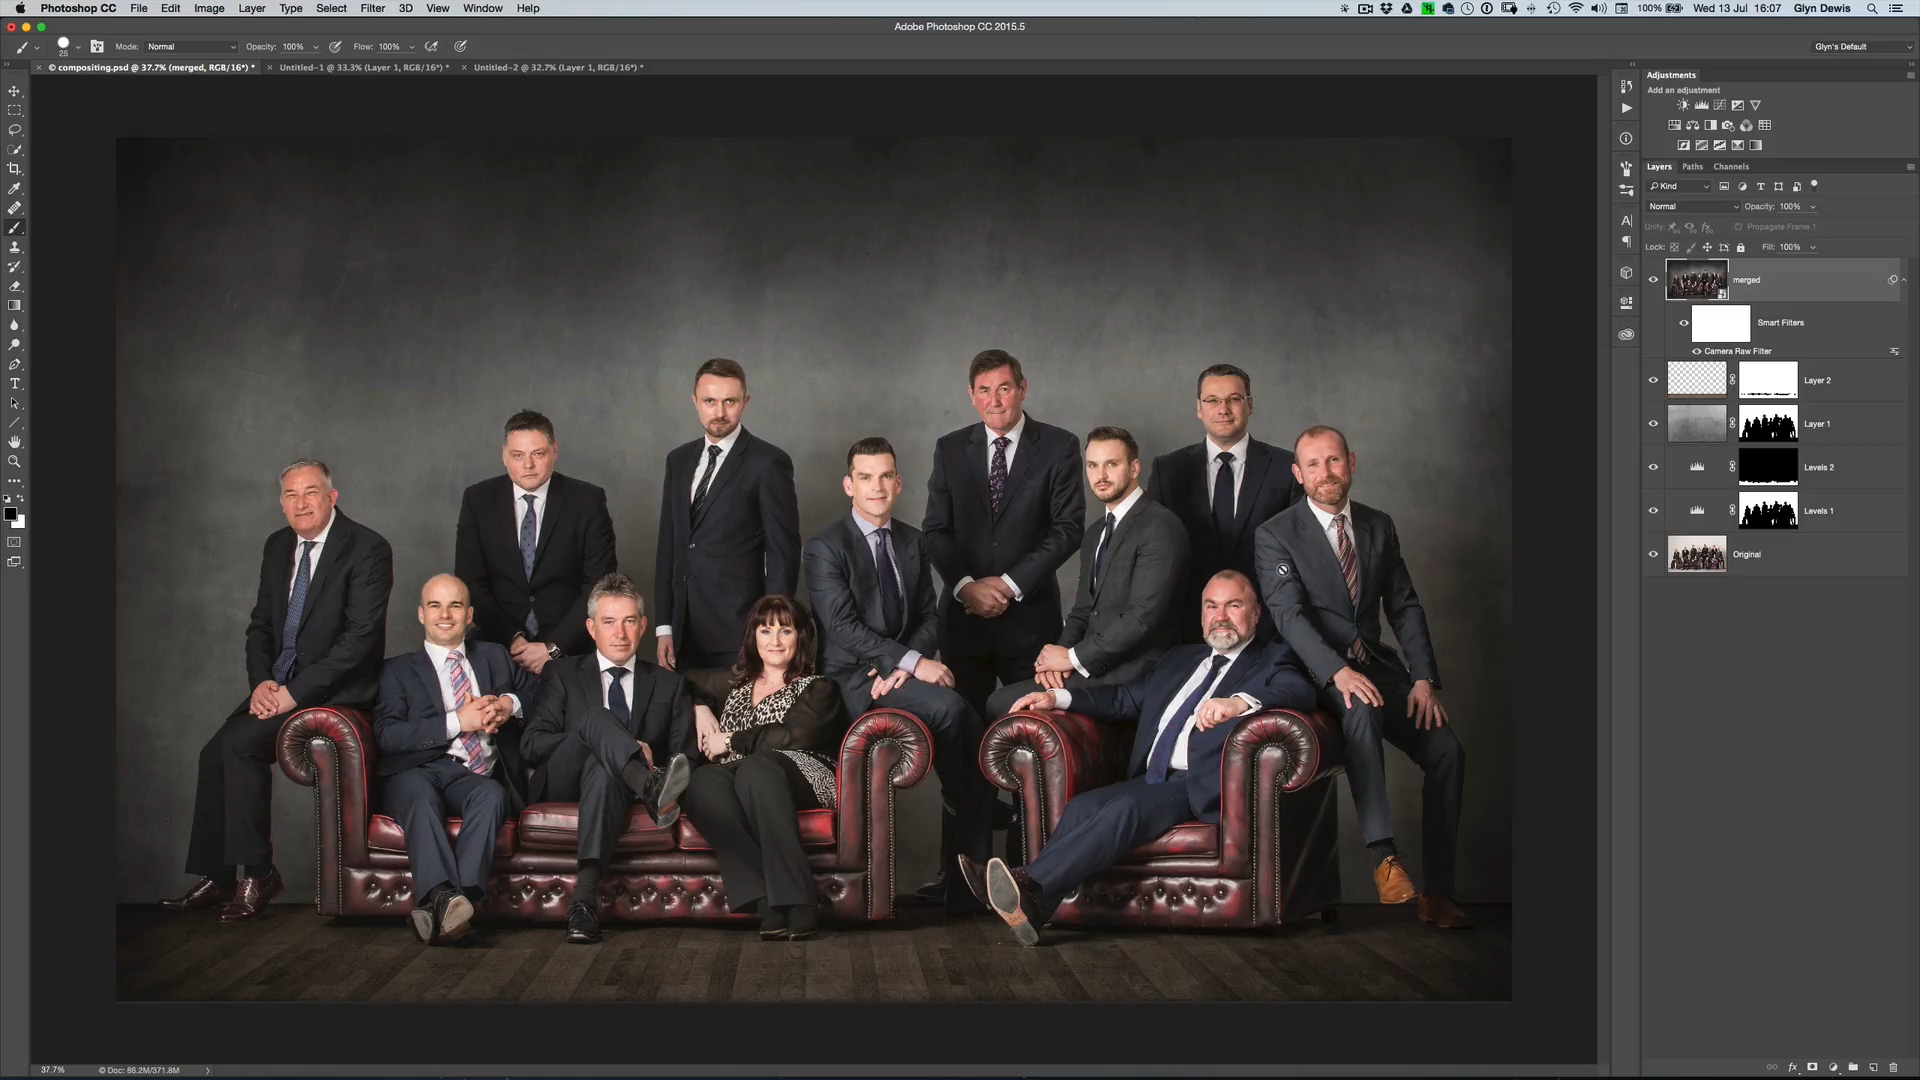 Photoshop CC File Edit Image Layer Type Select Filter 3D View Window Help 100% Wed 13 Jul 16:07 Glyn Dewis
Adobe Photoshop CC 2015.5
25 Mode: Normal Opacity: 100% Flow: 100% Glyn's Default
© compositing.psd @ 37.7% (merged, RGB/16*) * Untitled-1 @ 33.3% (Layer 1, RGB/16*) * Untitled-2 @ 32.7% (Layer 1, RGB/16*) *
Adjustments
Add an adjustment
Layers Paths Channels
Kind
Normal Opacity: 100%
Unify: Propagate Frame 1
Lock: Fill: 100%
merged
Smart Filters
Camera Raw Filter
Layer 2
Layer 1
Levels 2
Levels 1
Original
37.7% © Doc: 86.2M/371.8M